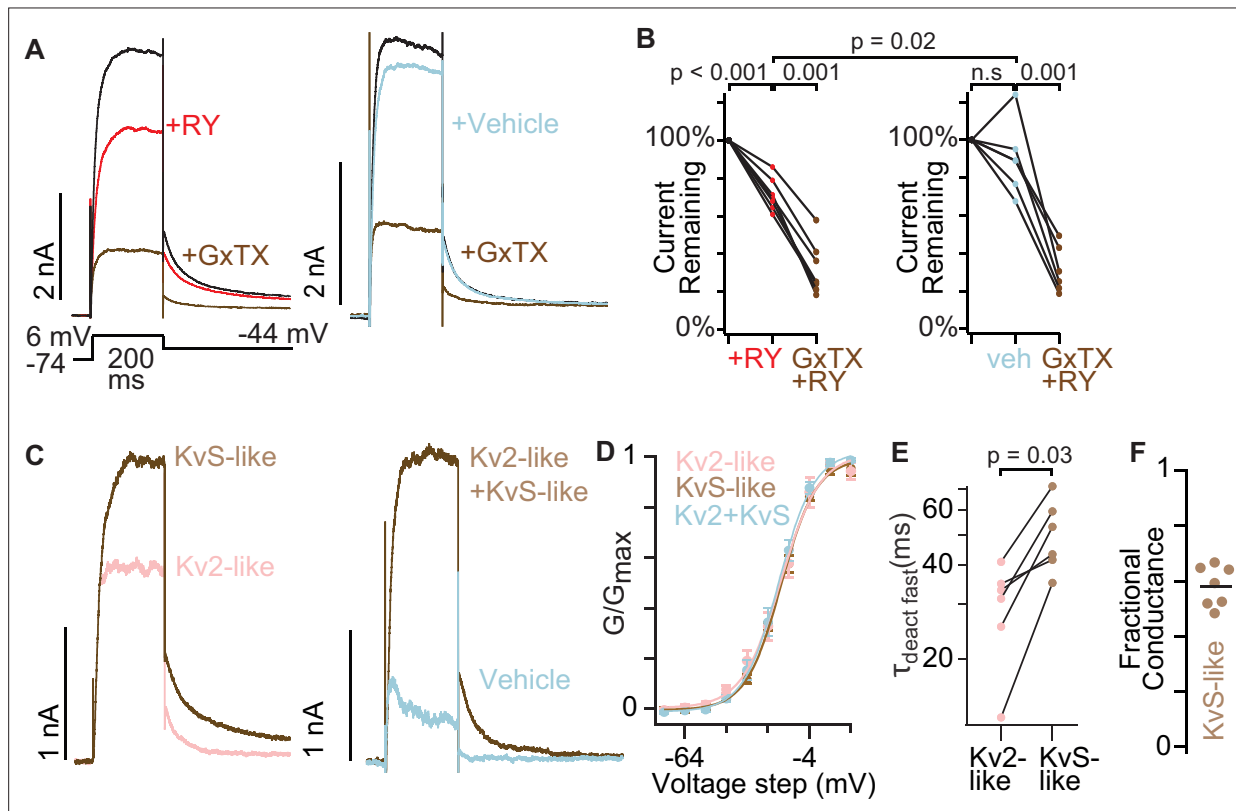 A
+RY
+GxTX
2 nA
6 mV
-74
200
ms
-44 mV
+Vehicle
+GxTX
2 nA
B
p = 0.02
p < 0.001
0.001
n.s
0.001
100%
0%
Current
Remaining
+RY
GxTX
+RY
100%
0%
Current
Remaining
veh
GxTX
+RY
C
KvS-like
Kv2-like
1 nA
Kv2-like
+KvS-like
Vehicle
1 nA
D
Kv2-like
KvS-like
Kv2+KvS
1
0
G/Gmax
-64
-4
Voltage step (mV)
E
p = 0.03
60
40
20
τdeact fast(ms)
Kv2-
like
KvS-
like
F
1
0
Fractional
Conductance
KvS-like